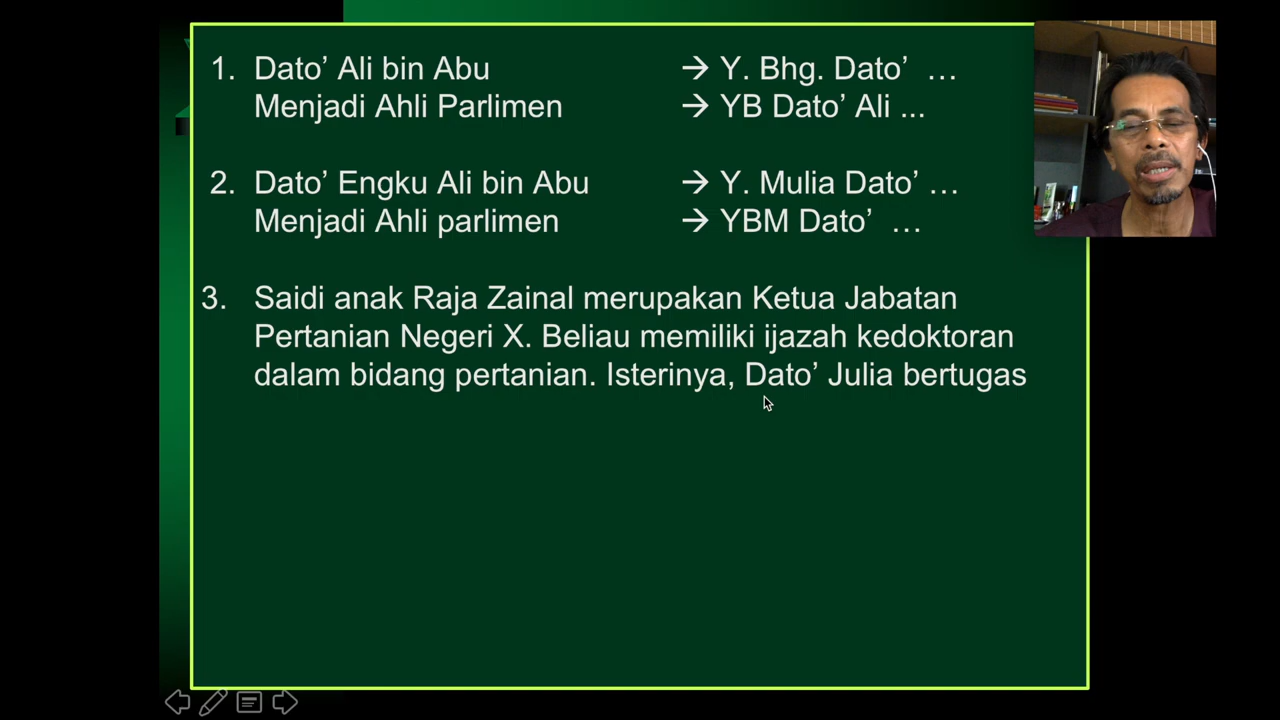 1. Dato’ Ali bin Abu → Y. Bhg. Dato’ …
Menjadi Ahli Parlimen → YB Dato’ Ali ...
2. Dato’ Engku Ali bin Abu → Y. Mulia Dato’ …
Menjadi Ahli parlimen → YBM Dato’ …
3. Saidi anak Raja Zainal merupakan Ketua Jabatan
Pertanian Negeri X. Beliau memiliki ijazah kedoktoran
dalam bidang pertanian. Isterinya, Dato’ Julia bertugas